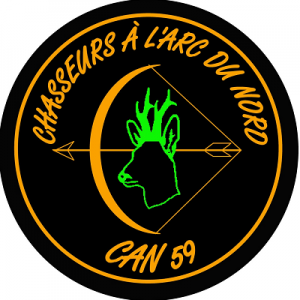 CHASSEURS À L'ARC DU NORD
CAN 59